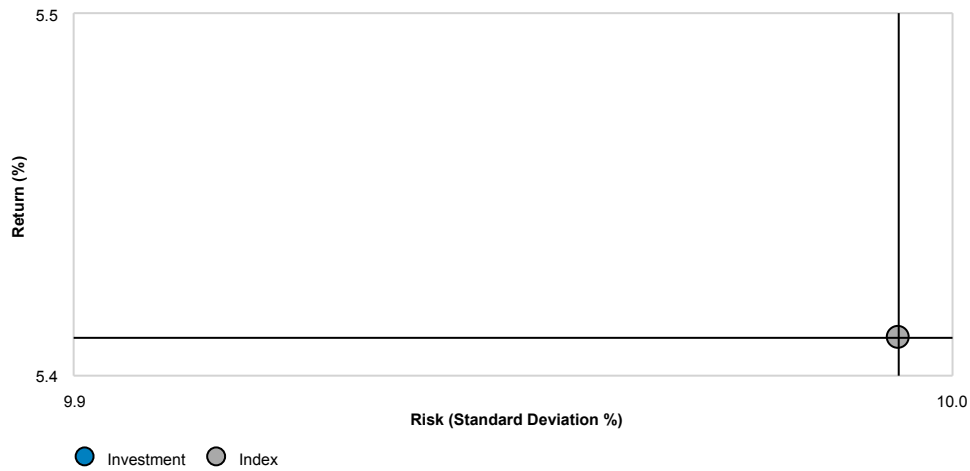 5.5
Return (%)
5.4
9.9
10.0
Risk (Standard Deviation %)
Investment
Index